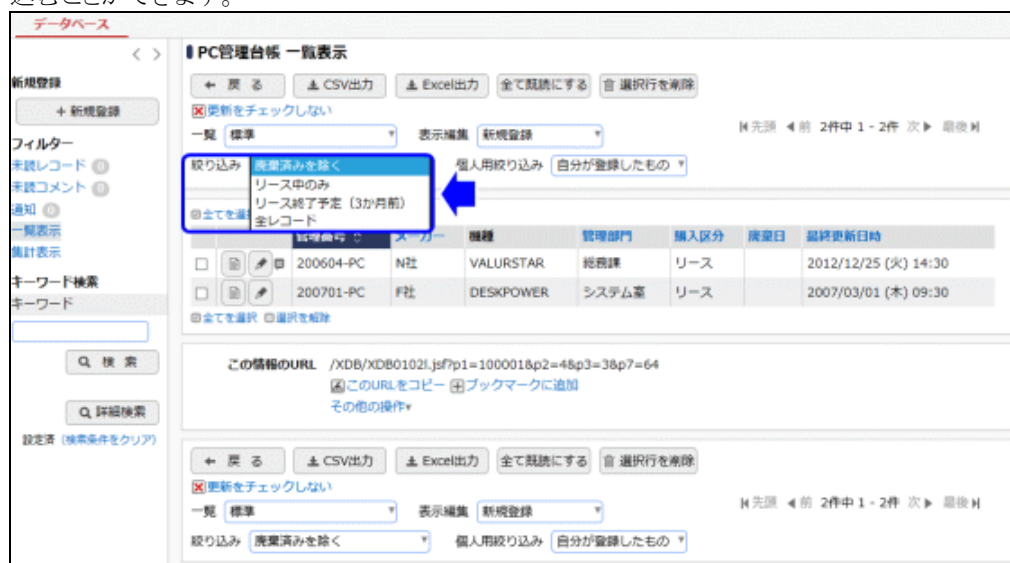 込むことができます。
データベース
< >
新規登録
+ 新規登録
フィルター
未読レコード 0
未読コメント 0
通知 0
一覧表示
集計表示
キーワード検索
キーワード
検 索
詳細検索
設定済 (検索条件をクリア)
PC管理台帳 一覧表示
戻 る CSV出力 Excel出力 全て既読にする 選択行を削除
更新をチェックしない
一覧 標準 表示編集 新規登録 先頭 前 2件中 1 - 2件 次 最後
絞り込み 廃棄済みを除く 個人用絞り込み 自分が登録したもの
リース中のみ
リース終了予定（3か月前）
全レコード
全てを選択
管理番号 メーカー 機種 管理部門 購入区分 廃棄日 最終更新日時
200604-PC N社 VALURSTAR 総務課 リース 2012/12/25 (火) 14:30
200701-PC F社 DESKPOWER システム室 リース 2007/03/01 (木) 09:30
全てを選択 選択を解除
この情報のURL /XDB/XDB0102l.jsf?p1=100001&p2=4&p3=3&p7=64
このURLをコピー ブックマークに追加
その他の操作
戻 る CSV出力 Excel出力 全て既読にする 選択行を削除
更新をチェックしない
一覧 標準 表示編集 新規登録 先頭 前 2件中 1 - 2件 次 最後
絞り込み 廃棄済みを除く 個人用絞り込み 自分が登録したもの